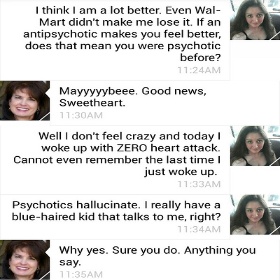 I think I am a lot better. Even Wal-
Mart didn't make me lose it. If an
antipsychotic makes you feel better,
does that mean you were psychotic
before?
11:24AM
Mayyyyybeee. Good news,
Sweetheart.
11:30AM
Well I don't feel crazy and today I
woke up with ZERO heart attack.
Cannot even remember the last time I
just woke up.
11:33AM
Psychotics hallucinate. I really have a
blue-haired kid that talks to me, right?
11:34AM
Why yes. Sure you do. Anything you
say.
11:35AM